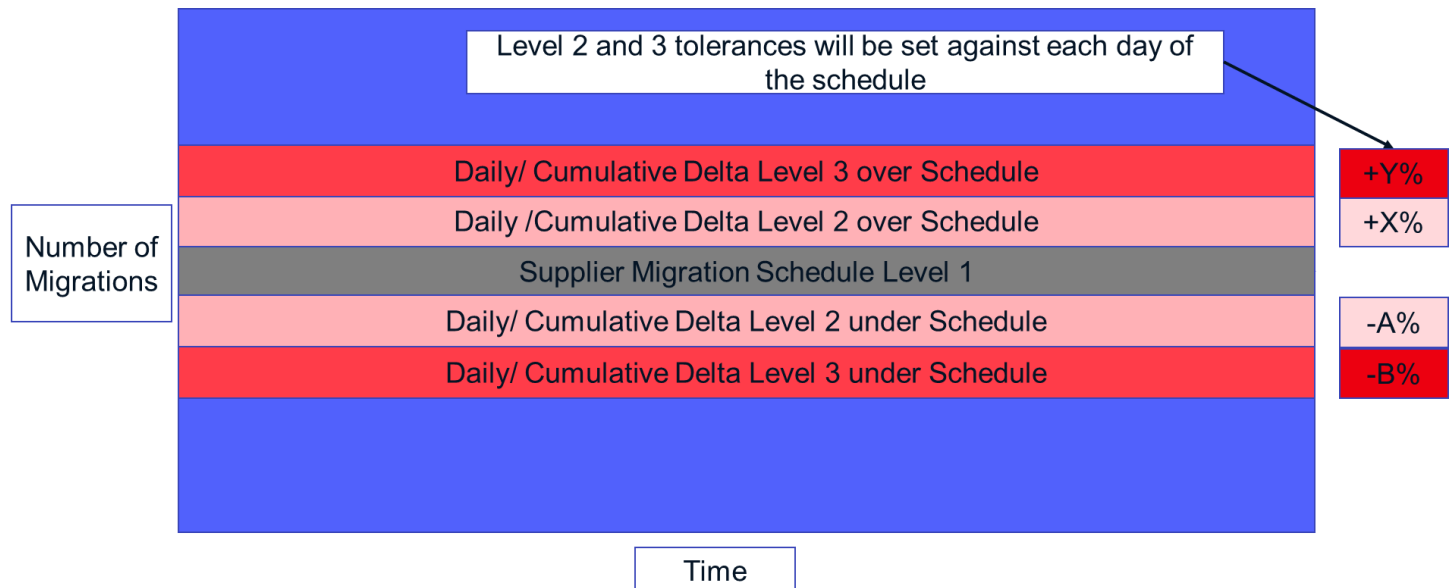 Level 2 and 3 tolerances will be set against each day of
the schedule
Daily/ Cumulative Delta Level 3 over Schedule
+Y%
Daily /Cumulative Delta Level 2 over Schedule
+X%
Number of
Migrations
Supplier Migration Schedule Level 1
Daily/ Cumulative Delta Level 2 under Schedule
-A%
Daily/ Cumulative Delta Level 3 under Schedule
-B%
Time